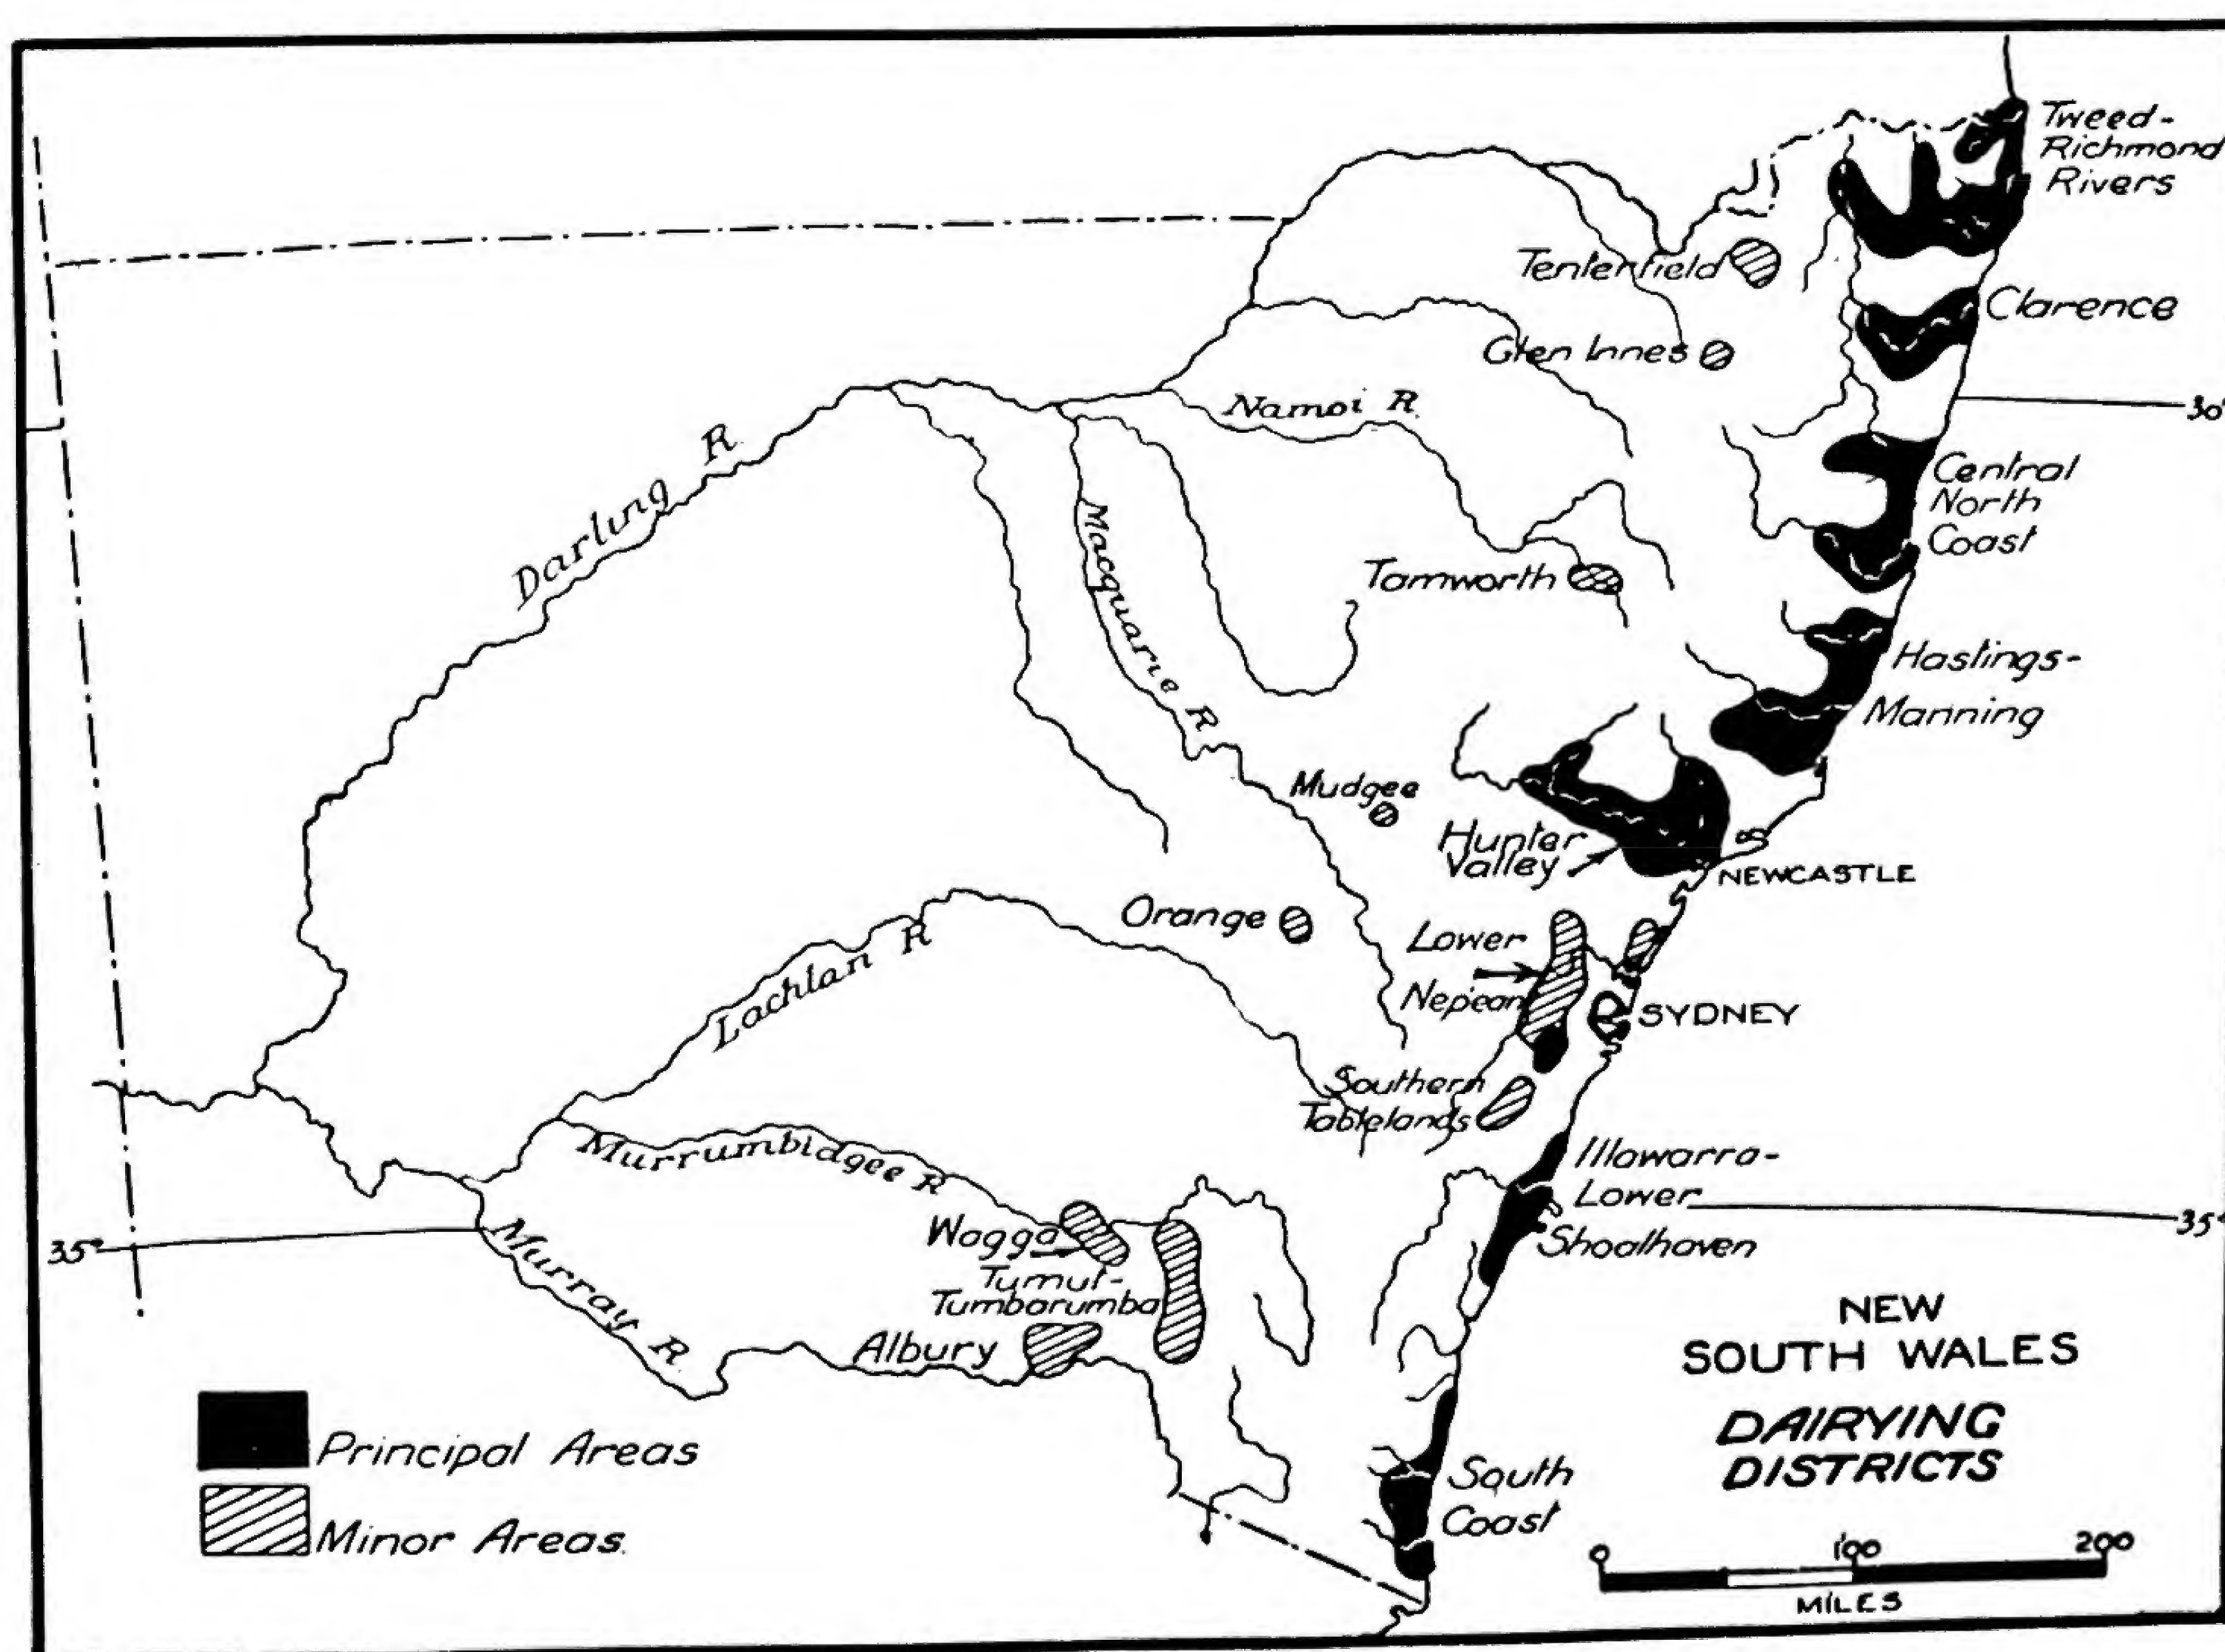 Tweed-
Richmond
Rivers
Tenterfield
Clarence
Glen Innes
30°
Namoi R.
Darling R.
Central
North
Coast
Macquarie R.
Tamworth
Hastings-
Manning
Mudgee
Hunter
Valley
NEWCASTLE
Orange
Lower
Nepean
Lachlan R
SYDNEY
Southern
Tablelands
Murrumbidgee R
Illawarra-
Lower
Shoalhaven
35°
35°
Wagga
Murray R.
Tumut-
Tumbarumba
Albury
NEW
SOUTH WALES
DAIRYING
DISTRICTS
Principal Areas
Minor Areas.
South
Coast
0 100 200
MILES